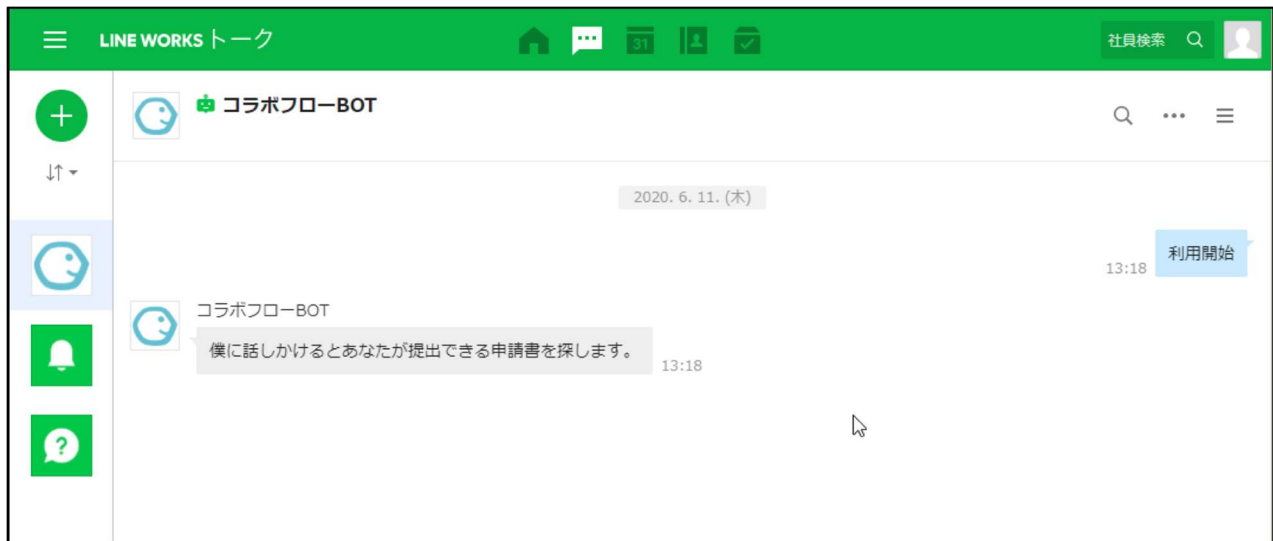 LINE WORKS トーク
31
社員検索
コラボフローBOT
2020. 6. 11. (木)
利用開始
13:18
コラボフローBOT
僕に話しかけるとあなたが提出できる申請書を探します。
13:18
?